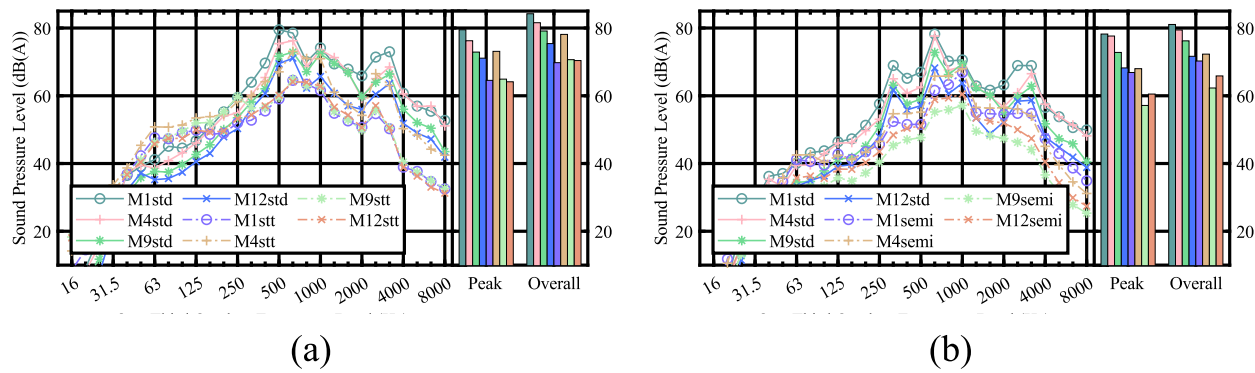 80
60
40
20
Sound Pressure Level (dB(A))
M1std
M4std
M9std
M12std
M1stt
M4stt
M9stt
M12stt
80
60
40
20
16 31.5 63 125 250 500 1000 2000 4000 8000 Peak Overall
(a)
80
60
40
20
Sound Pressure Level (dB(A))
M1std
M4std
M9std
M12std
M1semi
M4semi
M9semi
M12semi
80
60
40
20
16 31.5 63 125 250 500 1000 2000 4000 8000 Peak Overall
(b)